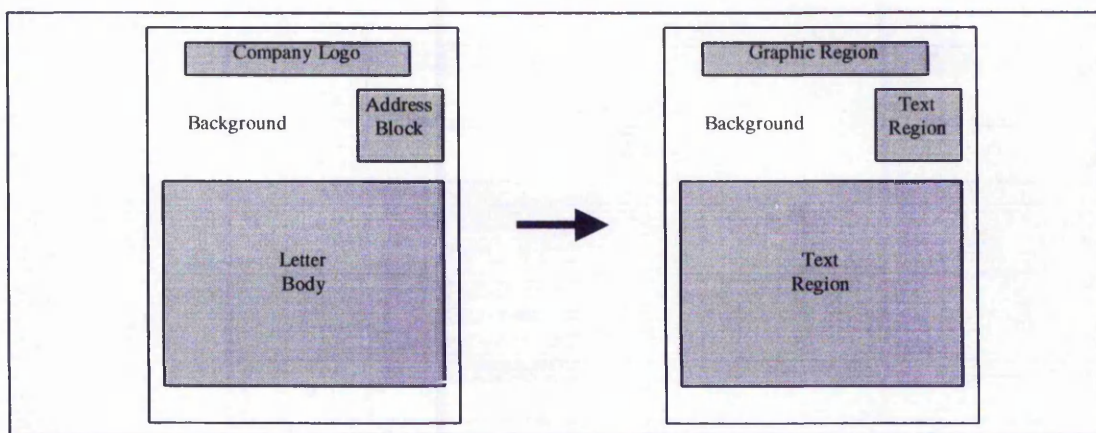 Company Logo
Background
Address
Block
Letter
Body
Graphic Region
Background
Text
Region
Text
Region